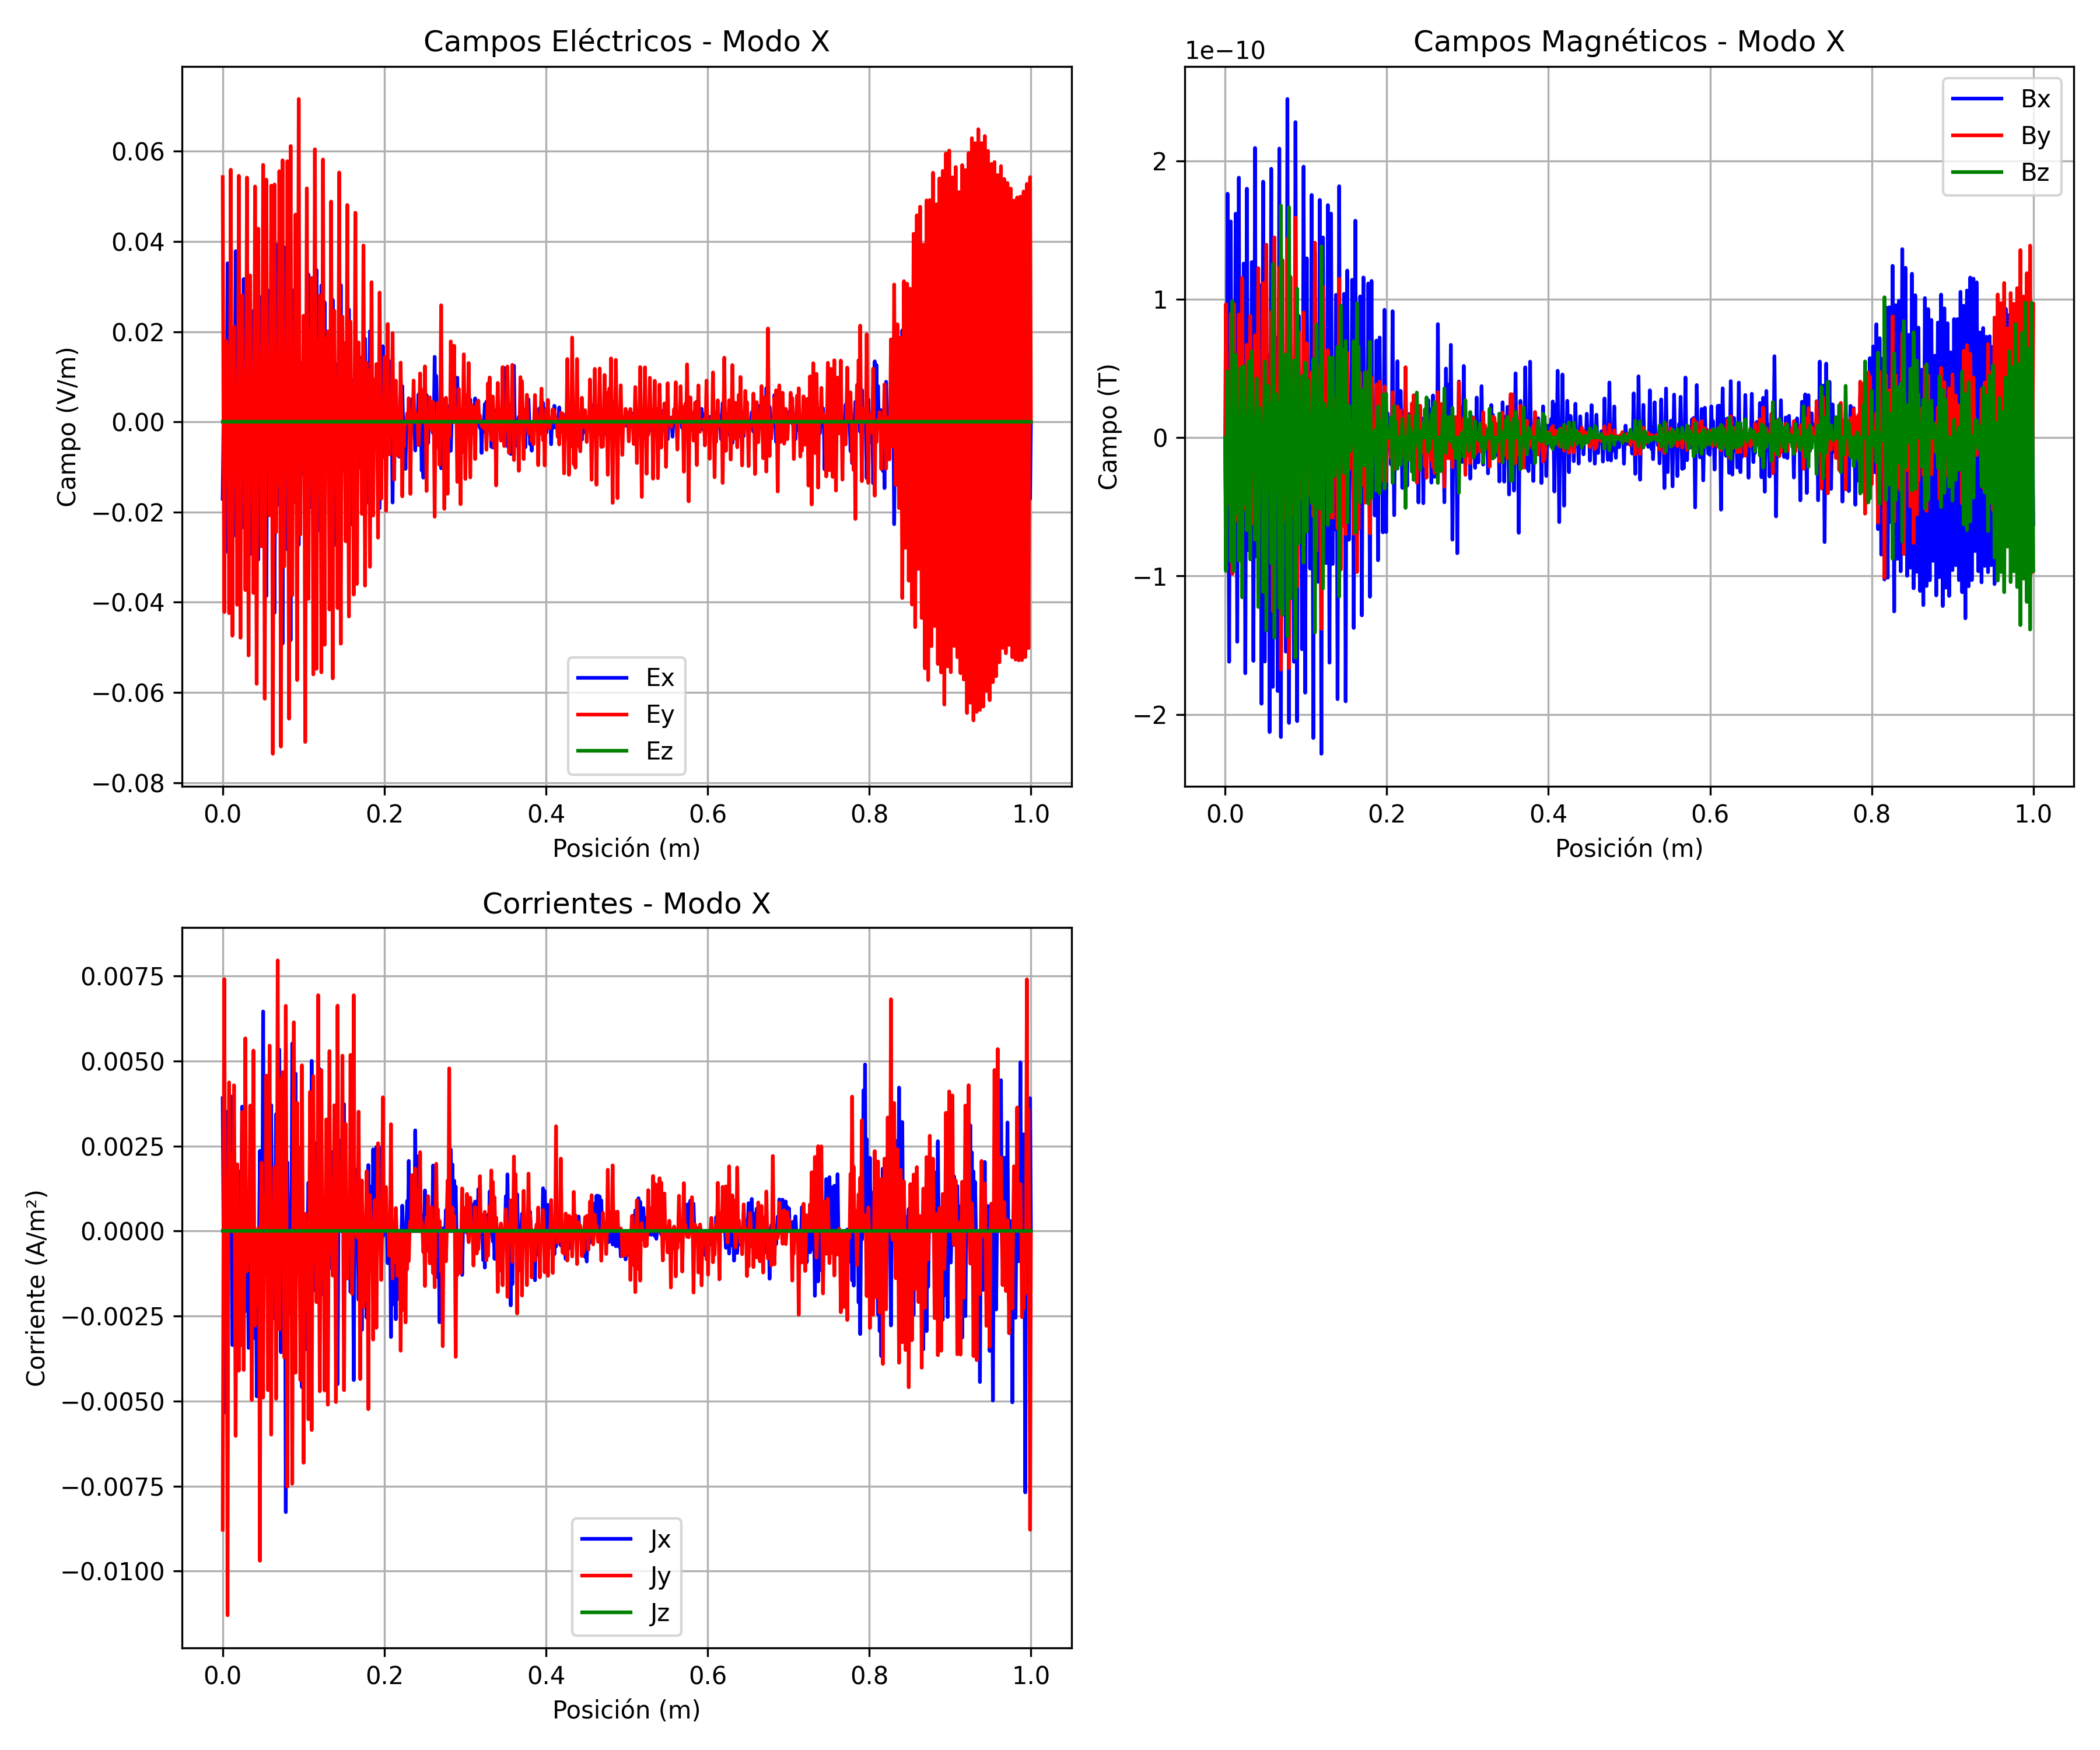 Campos Eléctricos - Modo X
0.06
0.04
0.02
0.00
−0.02
−0.04
−0.06
−0.08
Campo (V/m)
Ex
Ey
Ez
0.0 0.2 0.4 0.6 0.8 1.0
Posición (m)
Campos Magnéticos - Modo X
1e−10
2
1
0
−1
−2
Campo (T)
Bx
By
Bz
0.0 0.2 0.4 0.6 0.8 1.0
Posición (m)
Corrientes - Modo X
0.0075
0.0050
0.0025
0.0000
−0.0025
−0.0050
−0.0075
−0.0100
Corriente (A/m²)
Jx
Jy
Jz
0.0 0.2 0.4 0.6 0.8 1.0
Posición (m)